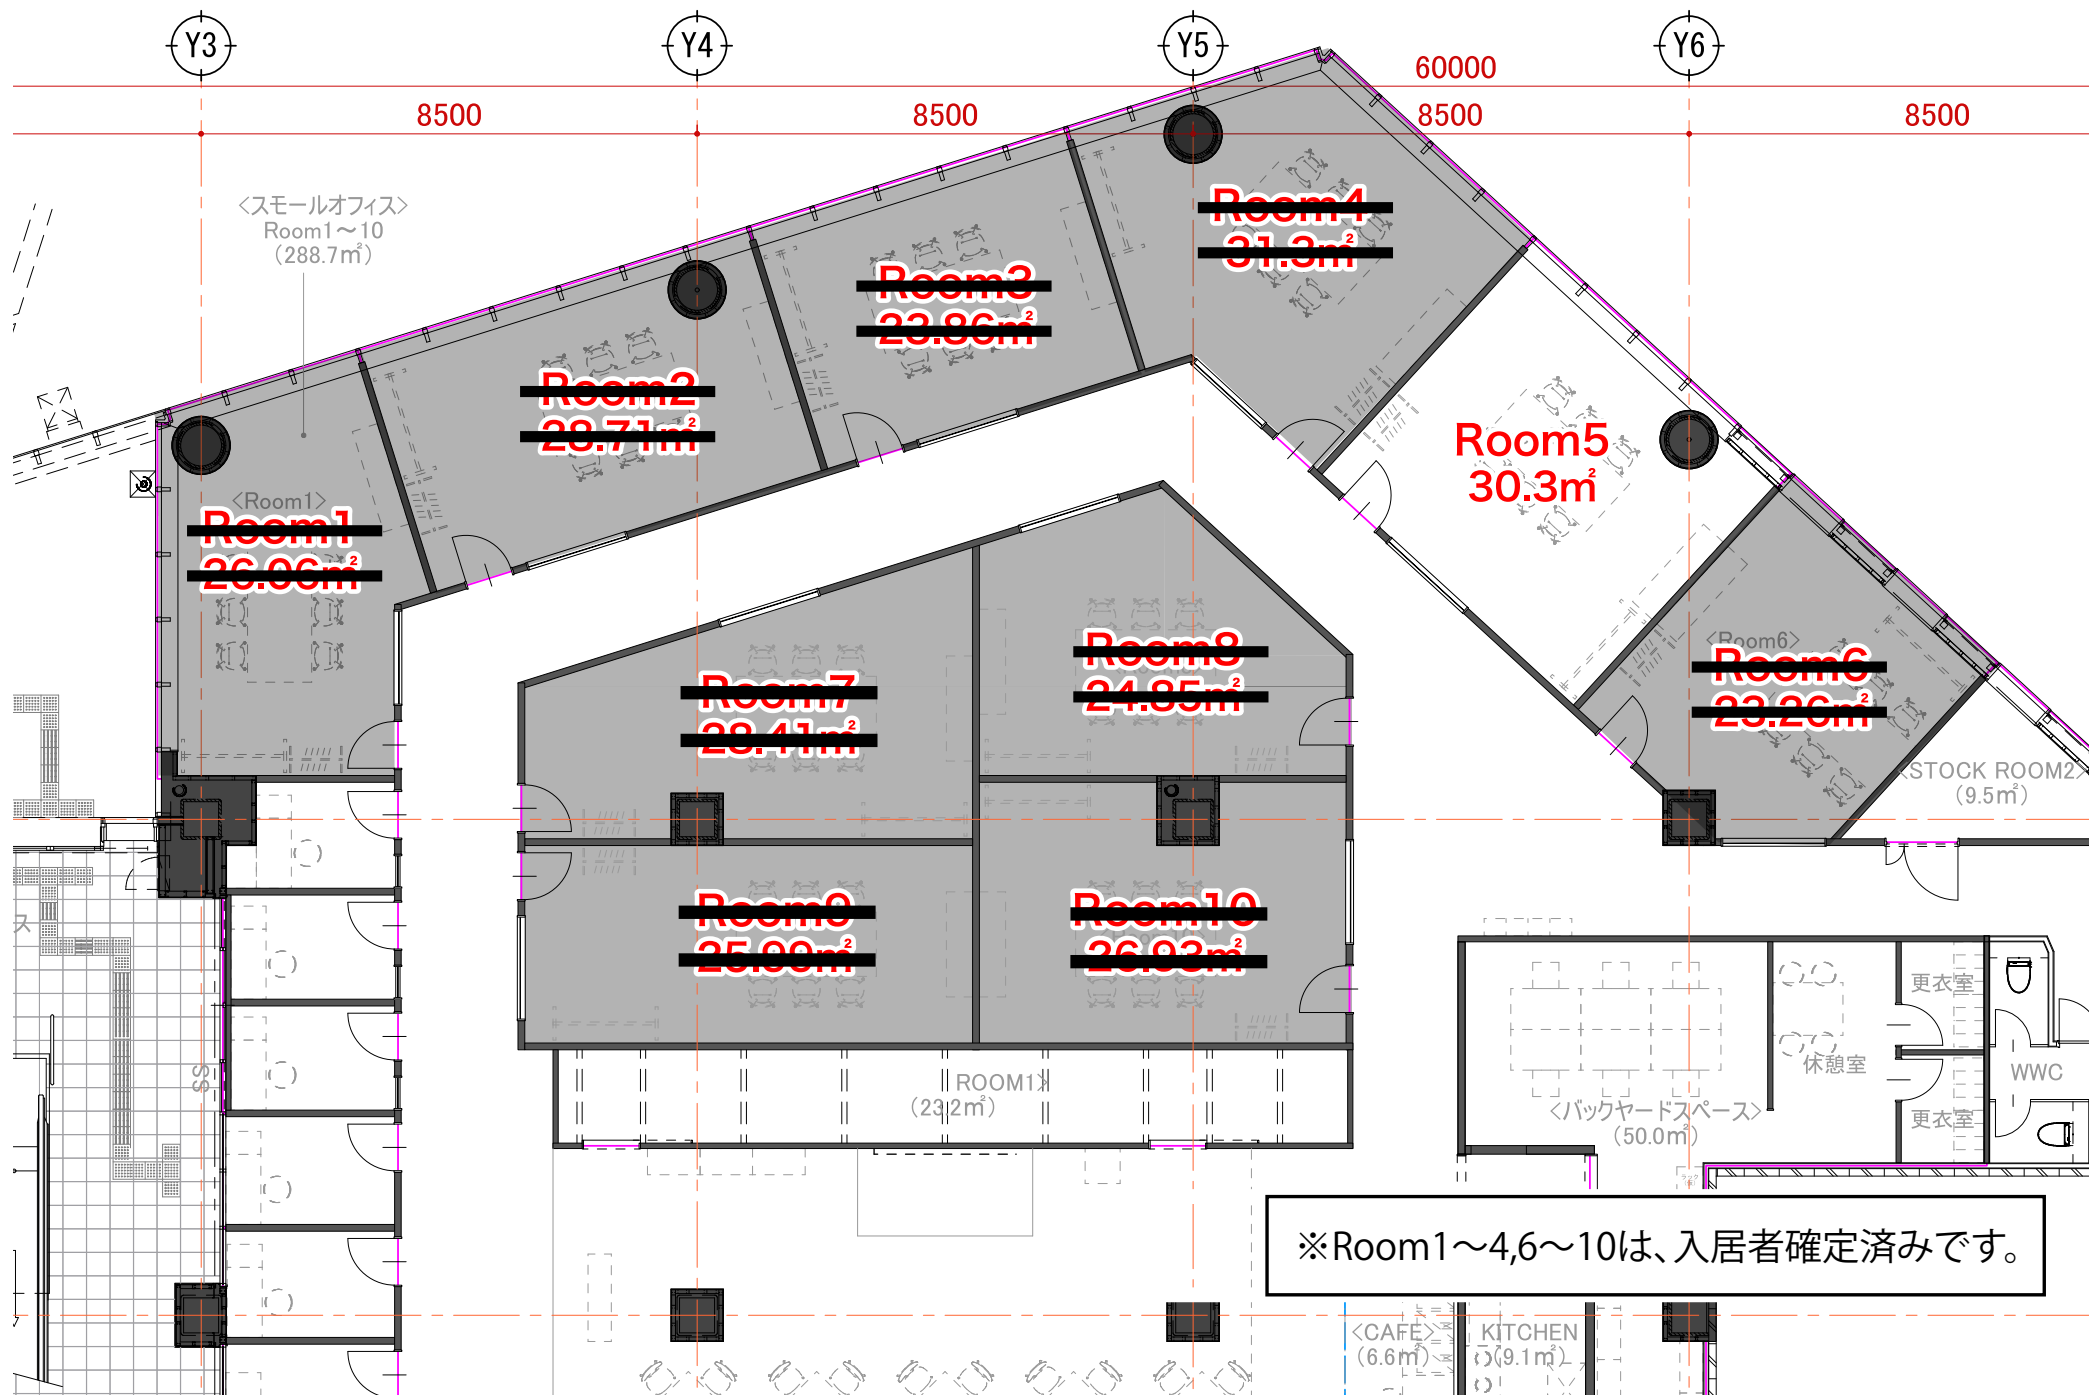 Y3
Y4
Y5
Y6
60000
8500
8500
8500
8500
<スモールオフィス>
Room1～10
(288.7㎡)
Room1
26.06㎡
<Room1>
Room2
28.71㎡
Room3
23.86㎡
Room4
31.3㎡
Room5
30.3㎡
<Room6>
Room6
23.26㎡
Room7
28.41㎡
Room8
24.85㎡
Room9
25.99㎡
Room10
26.93㎡
<STOCK ROOM2>
(9.5㎡)
ス
SS
ROOM1>
(23.2㎡)
更衣室
休憩室
更衣室
WWC
<バックヤードスペース>
(50.0㎡)
※Room1～4,6～10は、入居者確定済みです。
<CAFE>
(6.6㎡)
KITCHEN
(9.1㎡)